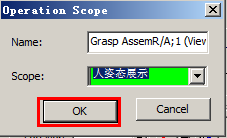 Operation Scope
Name: Grasp AssemR/A;1 (View
Scope: 人姿态展示
OK Cancel